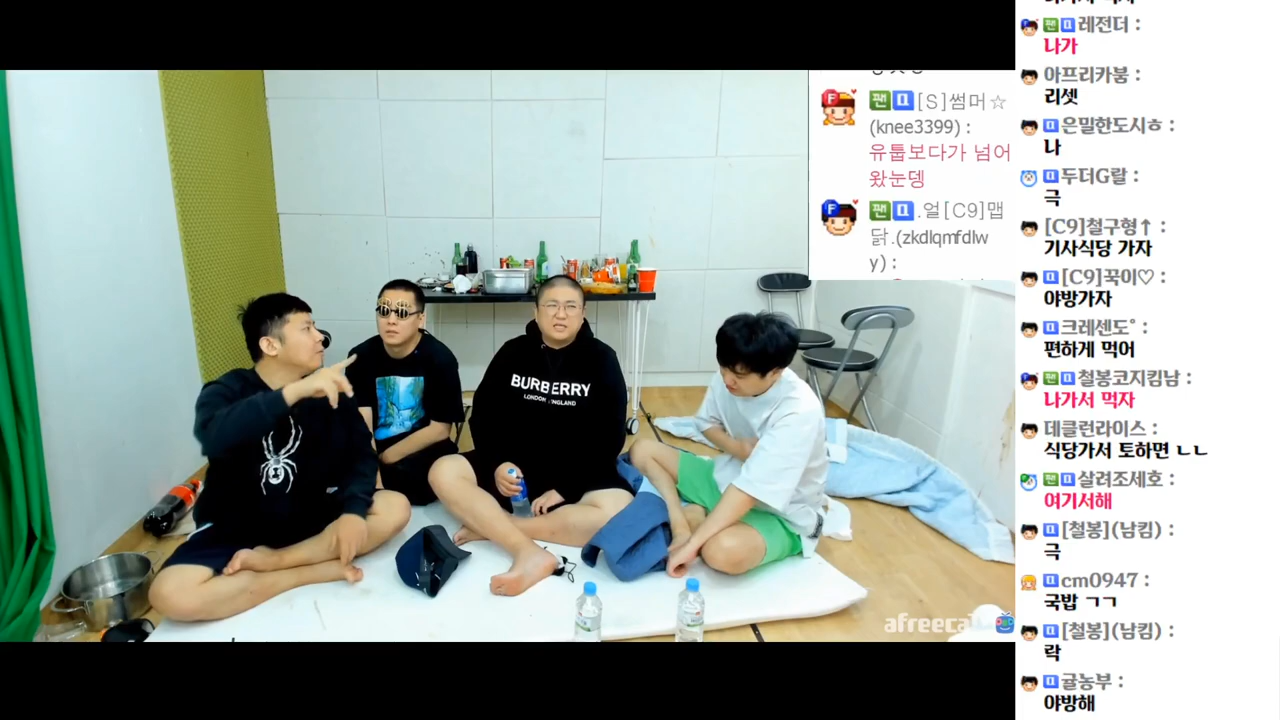 [S]썸머☆
(knee3399) :
유튭보다가 넘어
왔눈뎅
.얼[C9]맵
닭.(zkdlqmfdlw
y) :
BURBERRY
LONDON ENGLAND
afreeca
레전더 :
나가
아프리카붐 :
리셋
은밀한도시ㅎ :
나
두더G랄 :
극
[C9]철구형↑ :
기사식당 가자
[C9]꾹이♡ :
야방가자
크레센도˚ :
편하게 먹어
철봉코지킴남 :
나가서 먹자
데클런라이스 :
식당가서 토하면 ㄴㄴ
살려조세호 :
여기서해
[철봉](남킴) :
극
cm0947 :
국밥 ㄱㄱ
[철봉](남킴) :
락
귤농부 :
야방해